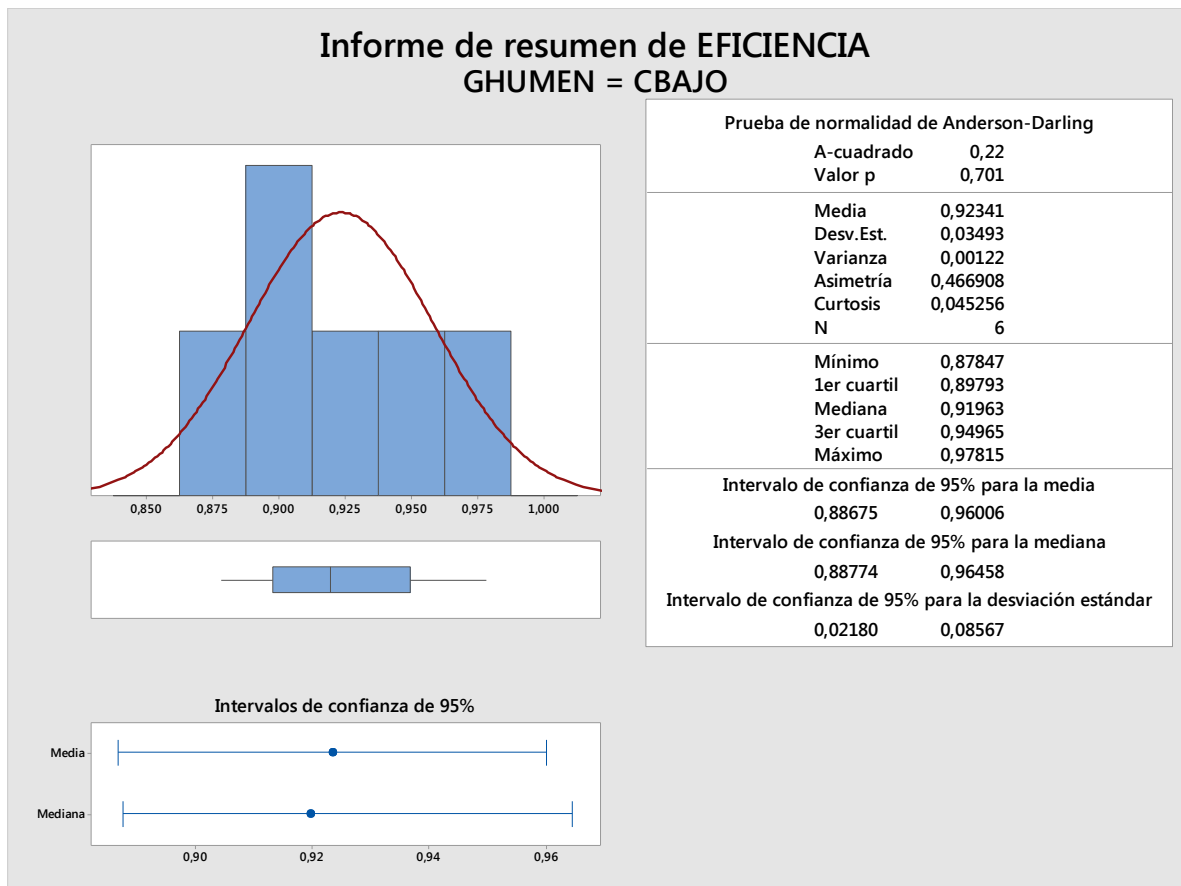 Informe de resumen de EFICIENCIA
GHUMEN = CBAJO
0,850 0,875 0,900 0,925 0,950 0,975 1,000
Intervalos de confianza de 95%
Media
Mediana
0,90 0,92 0,94 0,96
Prueba de normalidad de Anderson-Darling
A-cuadrado 0,22
Valor p 0,701
Media 0,92341
Desv.Est. 0,03493
Varianza 0,00122
Asimetría 0,466908
Curtosis 0,045256
N 6
Mínimo 0,87847
1er cuartil 0,89793
Mediana 0,91963
3er cuartil 0,94965
Máximo 0,97815
Intervalo de confianza de 95% para la media
0,88675 0,96006
Intervalo de confianza de 95% para la mediana
0,88774 0,96458
Intervalo de confianza de 95% para la desviación estándar
0,02180 0,08567